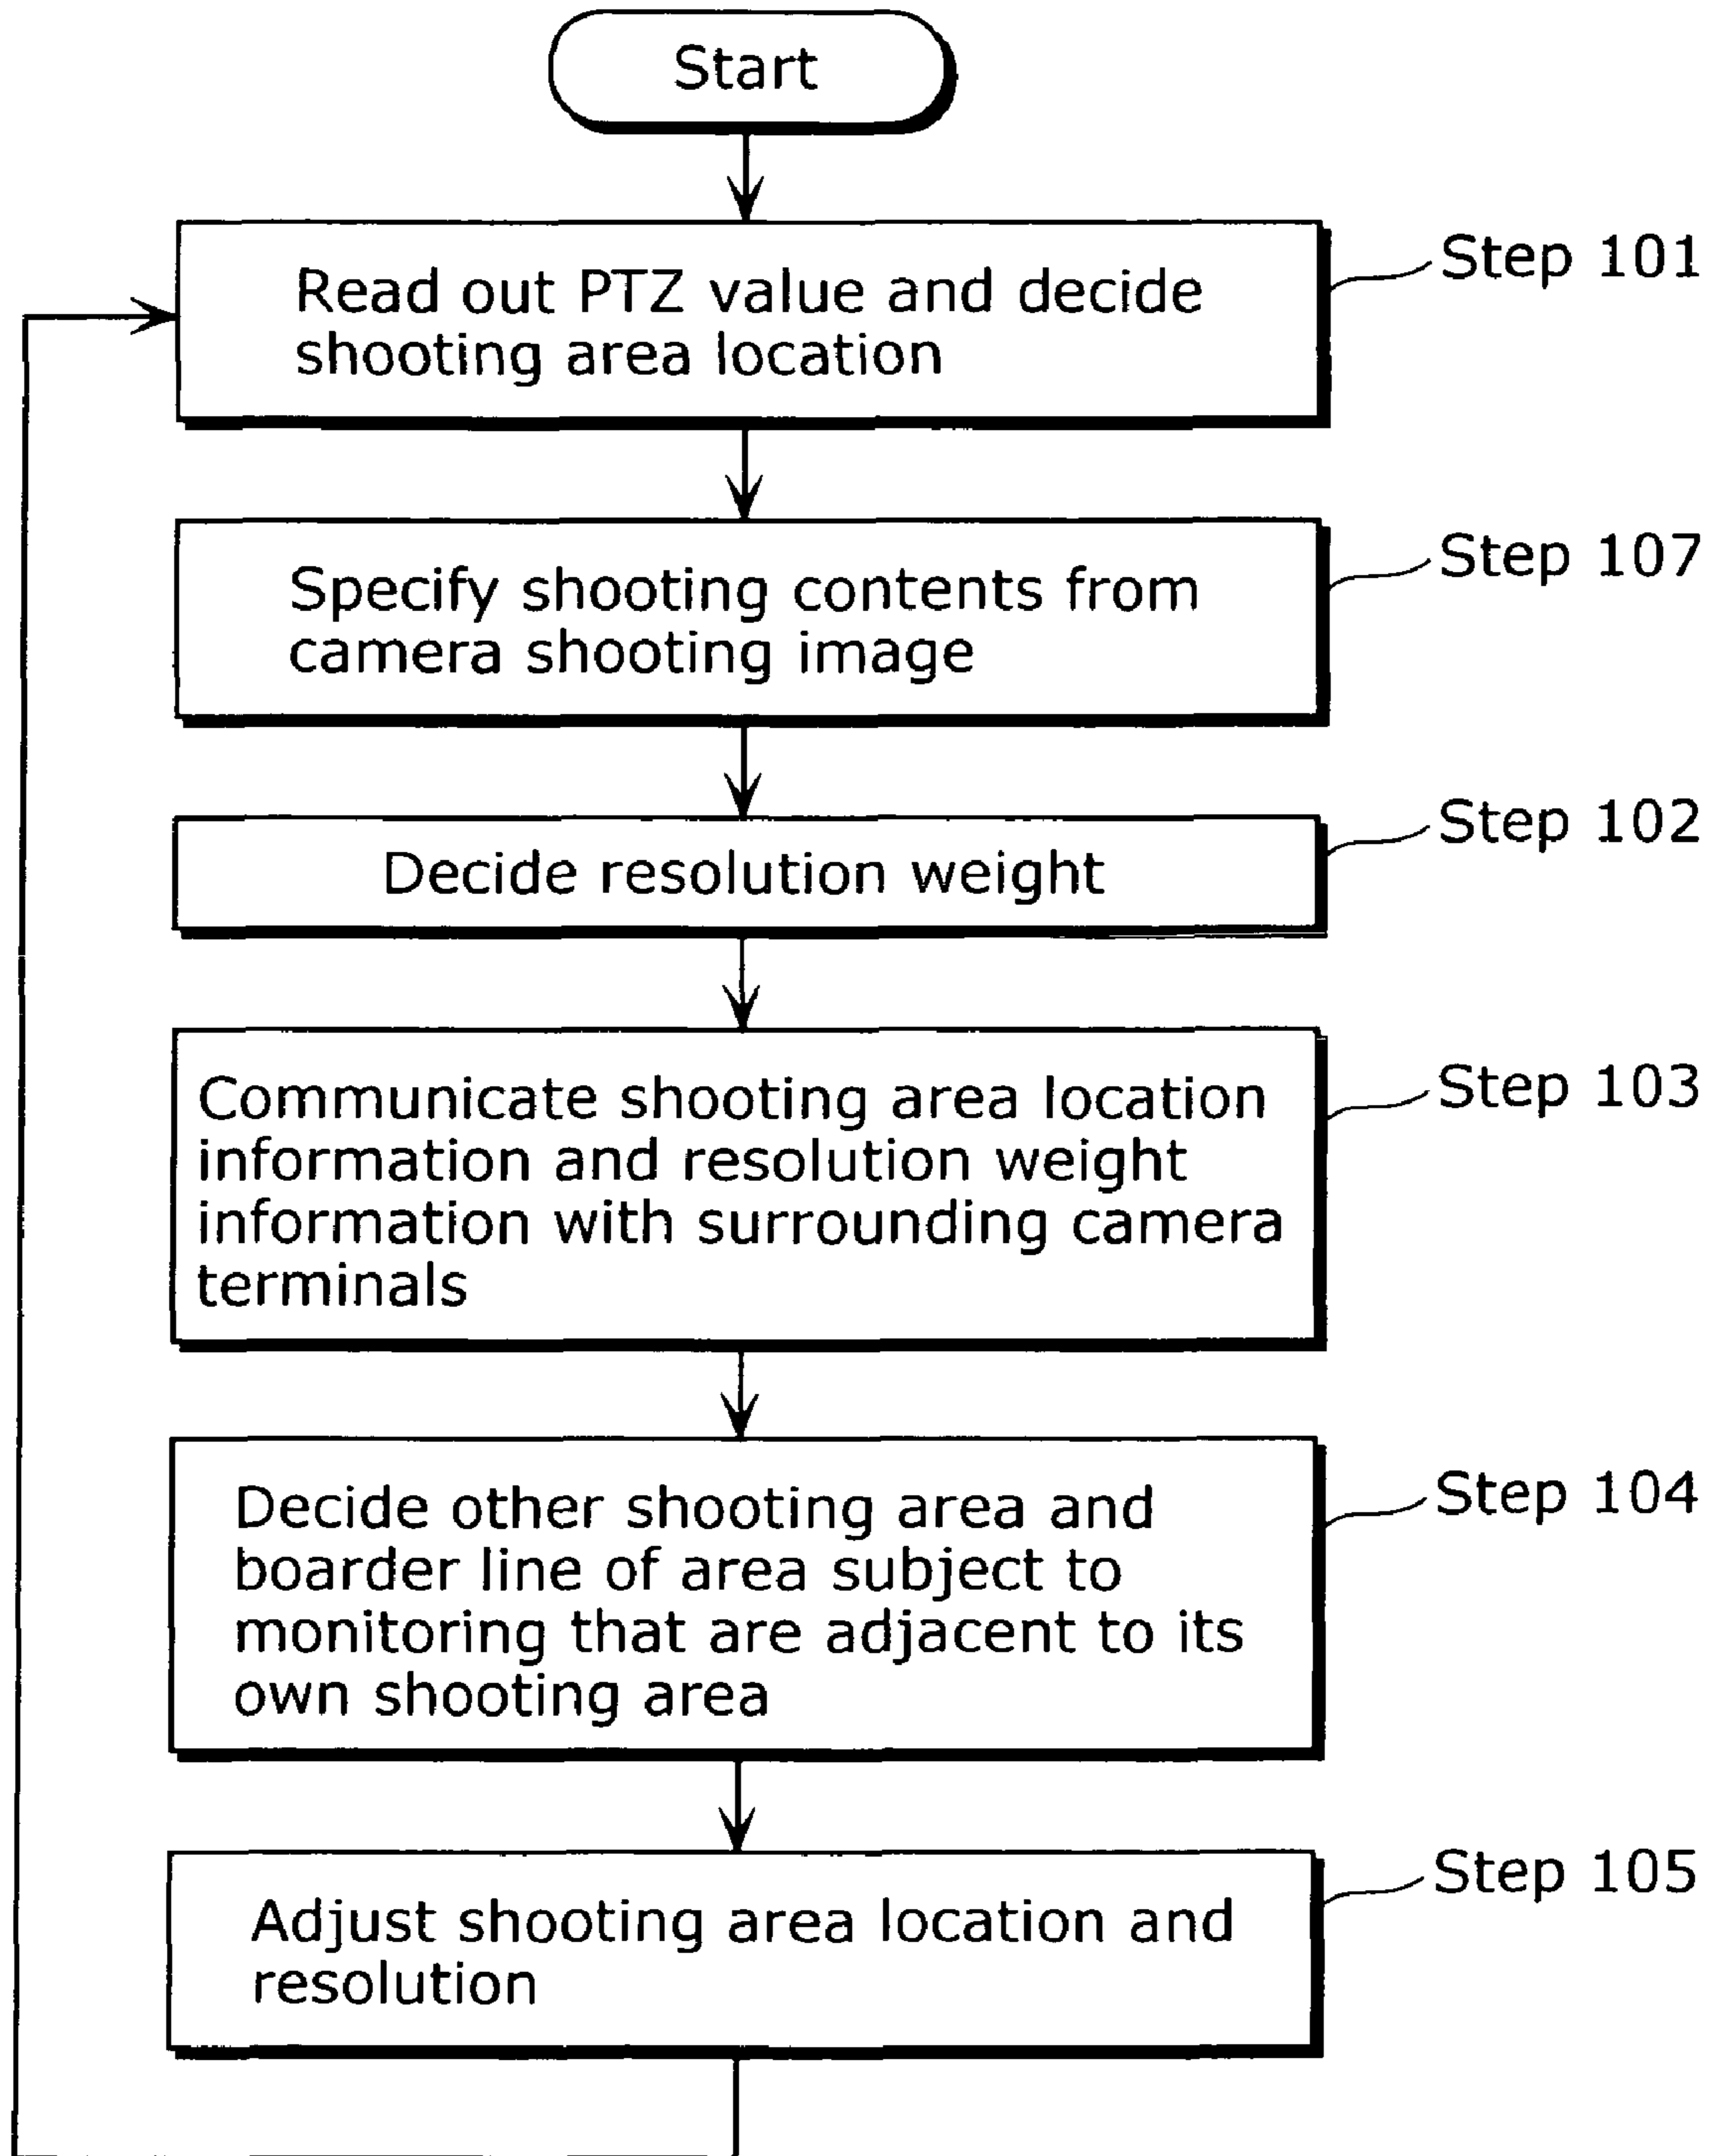 Start
Read out PTZ value and decide
shooting area location
Step 101
Specify shooting contents from
camera shooting image
Step 107
Decide resolution weight
Step 102
Communicate shooting area location
information and resolution weight
information with surrounding camera
terminals
Step 103
Decide other shooting area and
boarder line of area subject to
monitoring that are adjacent to its
own shooting area
Step 104
Adjust shooting area location and
resolution
Step 105